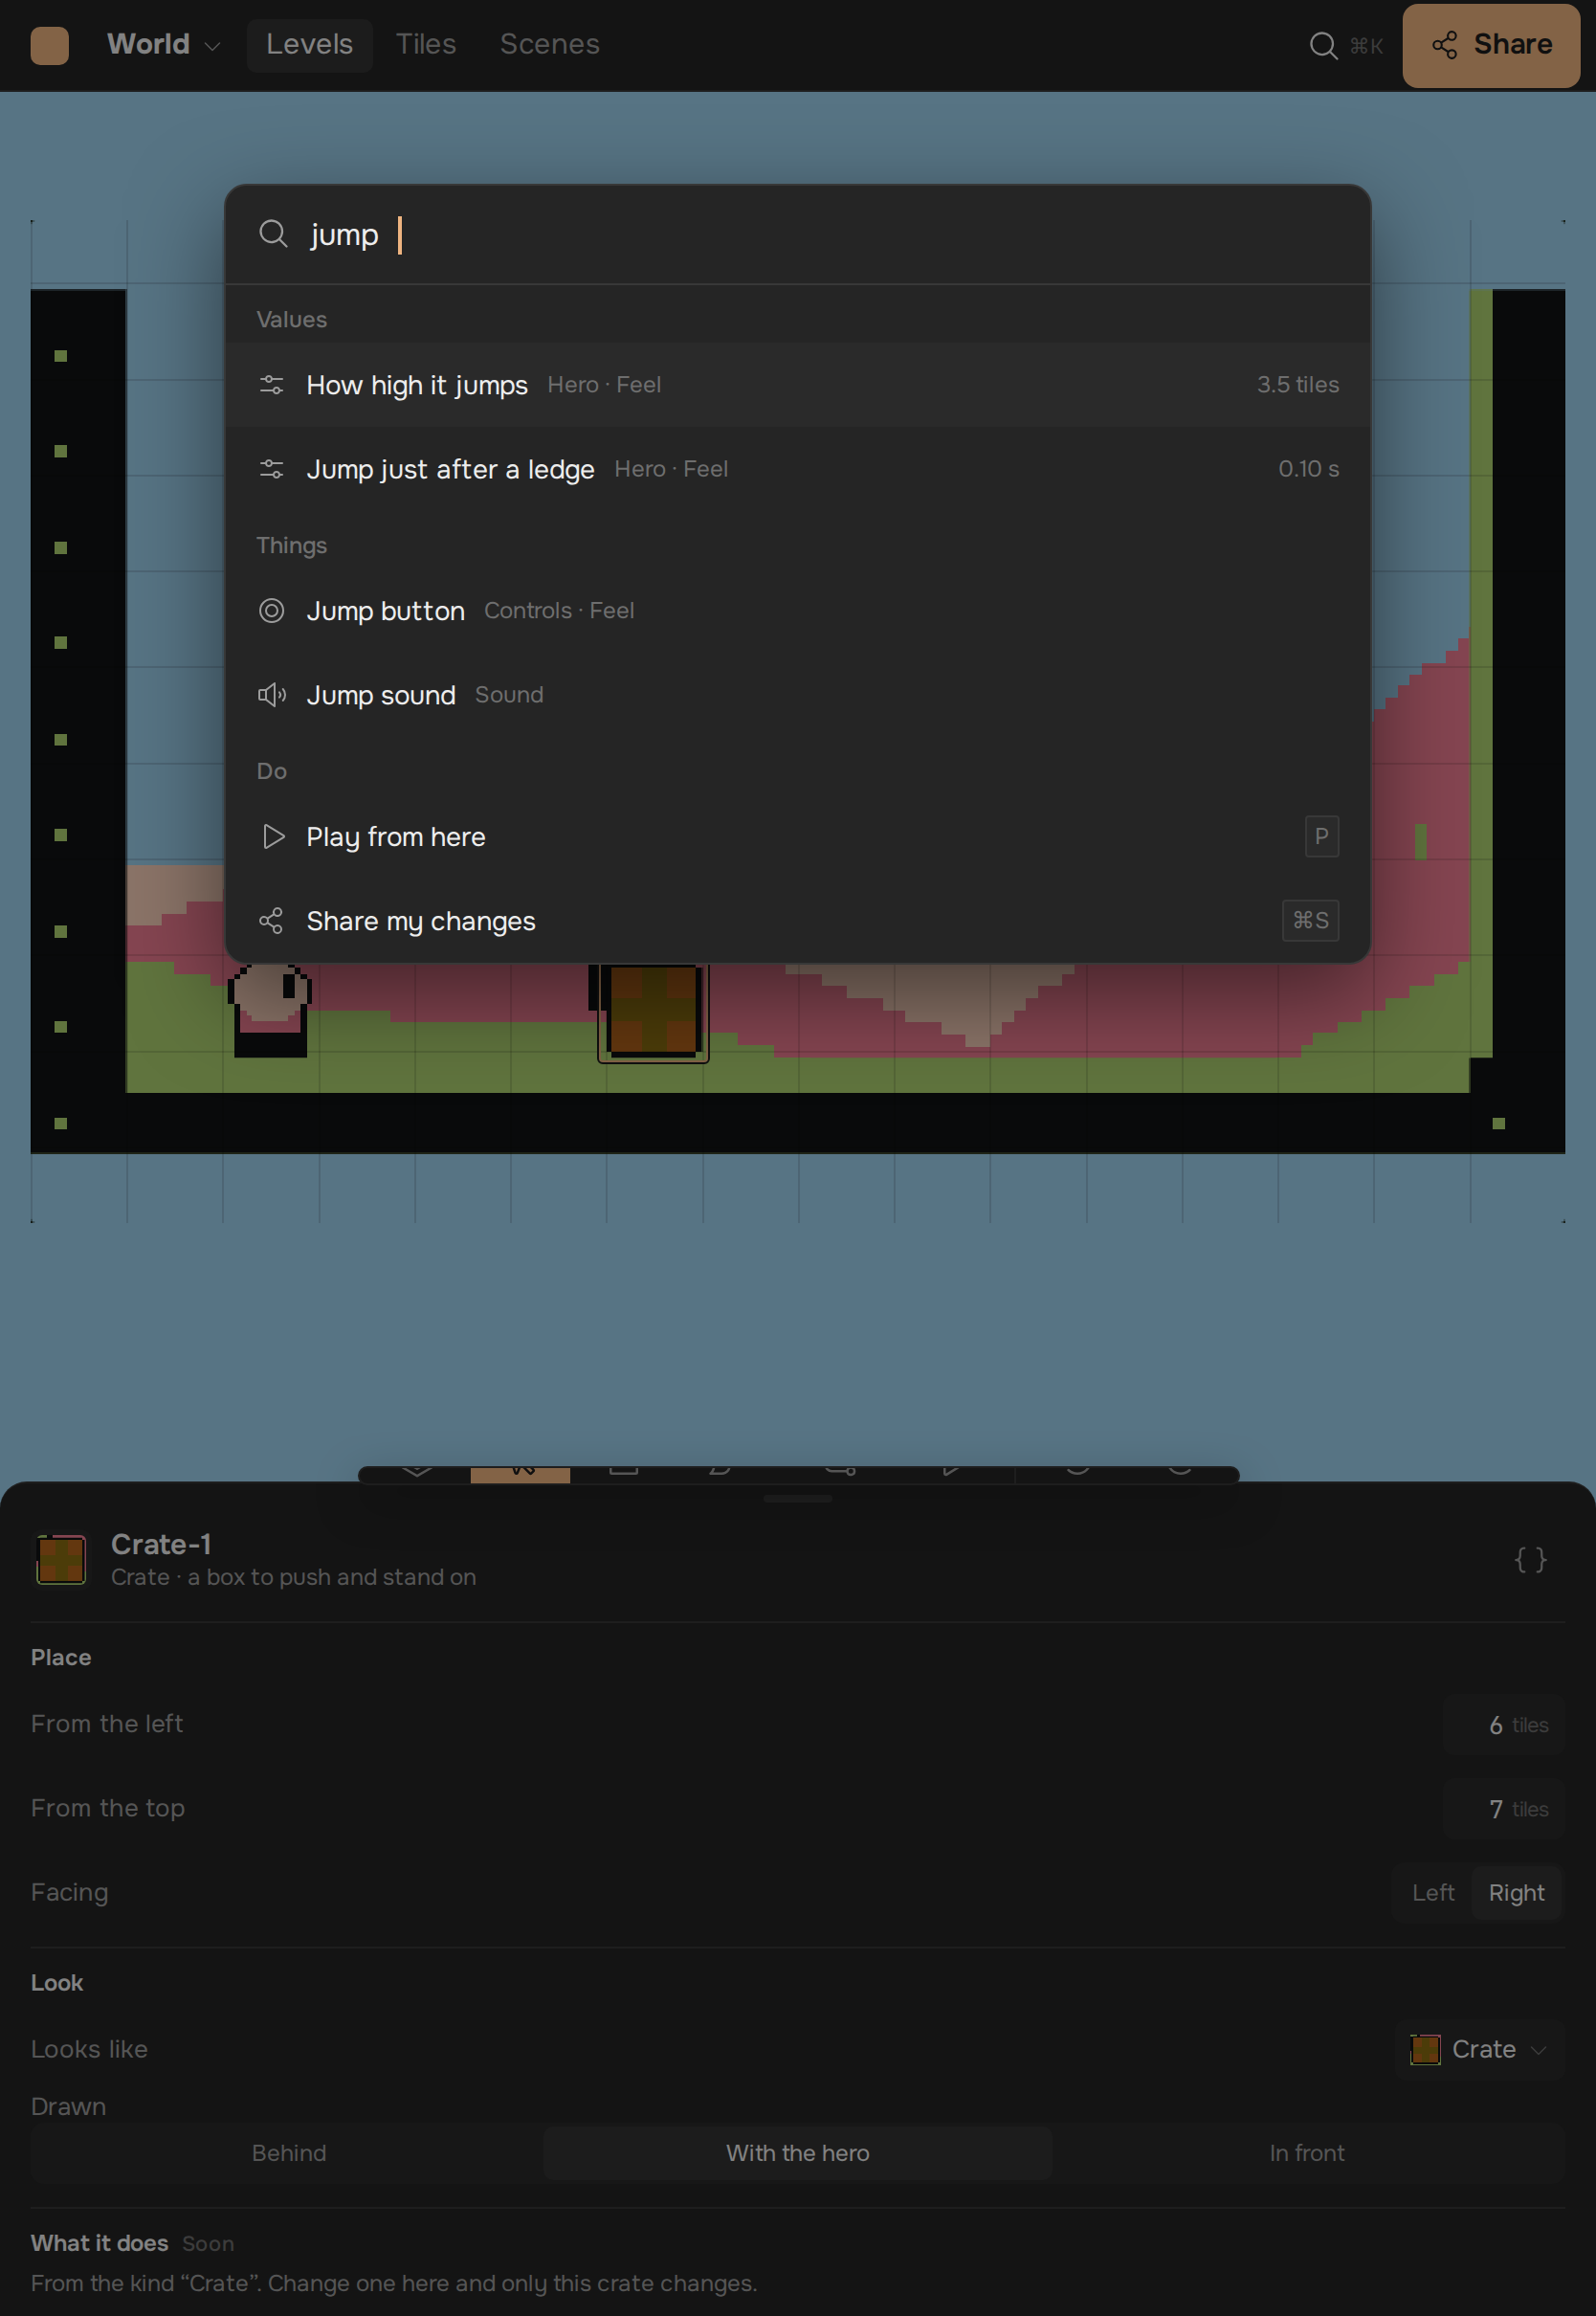 World Levels Tiles Scenes ⌘K Share
jump
Values
How high it jumps Hero · Feel 3.5 tiles
Jump just after a ledge Hero · Feel 0.10 s
Things
Jump button Controls · Feel
Jump sound Sound
Do
Play from here P
Share my changes ⌘S
Crate-1
Crate · a box to push and stand on
{ }
Place
From the left 6 tiles
From the top 7 tiles
Facing Left Right
Look
Looks like Crate
Drawn
Behind With the hero In front
What it does Soon
From the kind “Crate”. Change one here and only this crate changes.